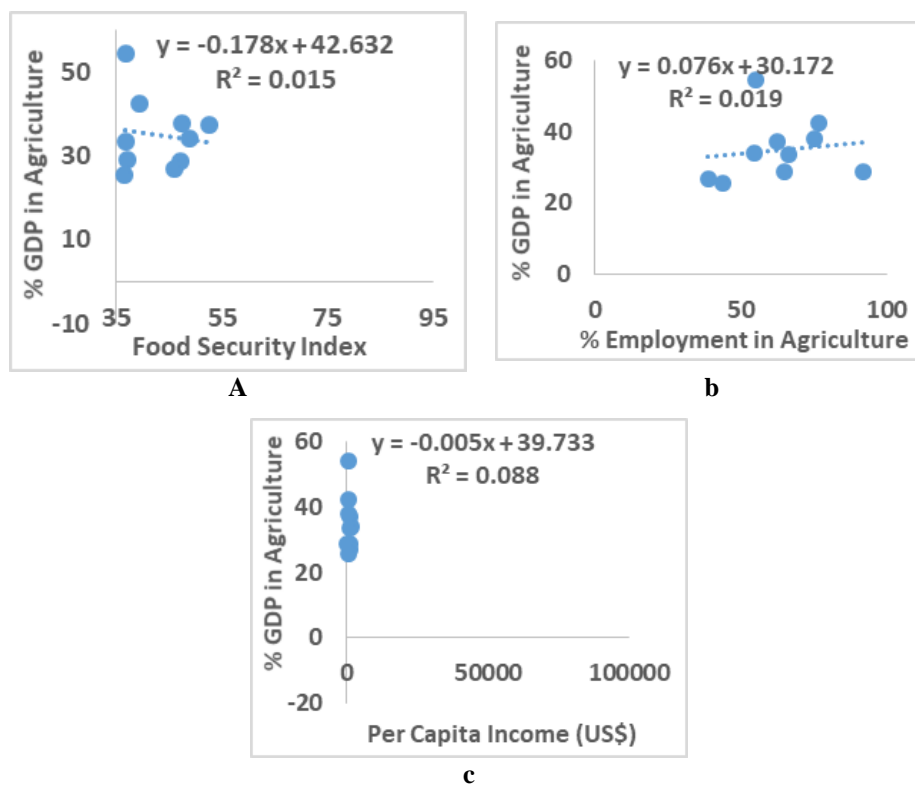 y = -0.178x + 42.632
R² = 0.015
% GDP in Agriculture
50
30
10
-10
35 55 75 95
Food Security Index
A
y = 0.076x + 30.172
R² = 0.019
% GDP in Agriculture
60
40
20
0
0 50 100
% Employment in Agriculture
b
y = -0.005x + 39.733
R² = 0.088
% GDP in Agriculture
60
40
20
0
-20
0 50000 100000
Per Capita Income (US$)
c